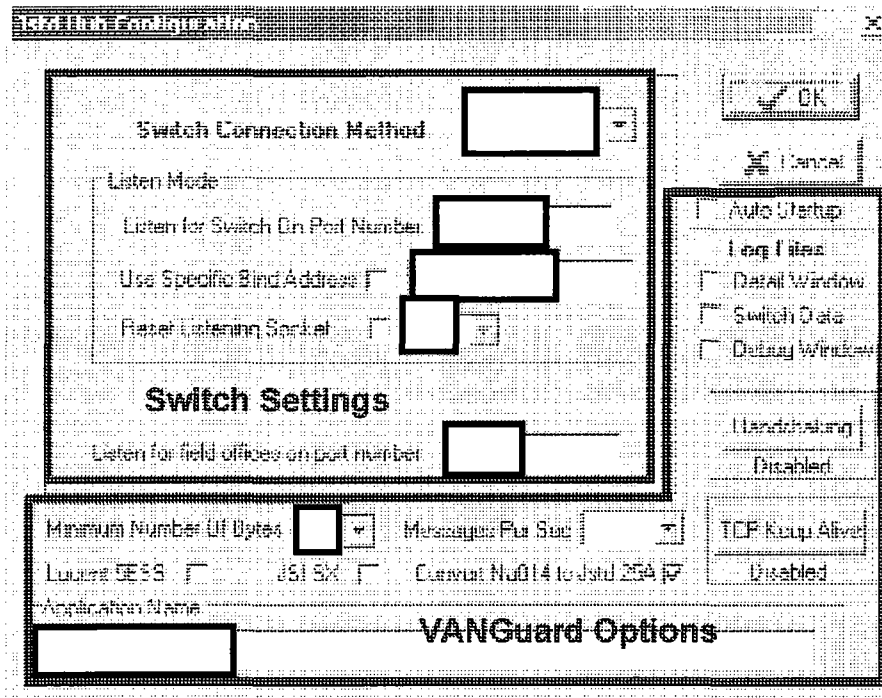 Jstd Hub Configuration
OK
Switch Connection Method
Cancel
Listen Mode
Auto Startup
Listen for Switch On Port Number
Log Files
Use Specific Bind Address
Detail Window
Reset Listening Socket
Switch Data
Debug Window
Switch Settings
Handshaking
Listen for field offices on port number
Disabled
Minimum Number Of Bytes
Messages Per Sec
TCP Keep Alive
Lucent 5ESS
Convert Nu014 to Jstd 25A
Disabled
Application Name
VANGuard Options